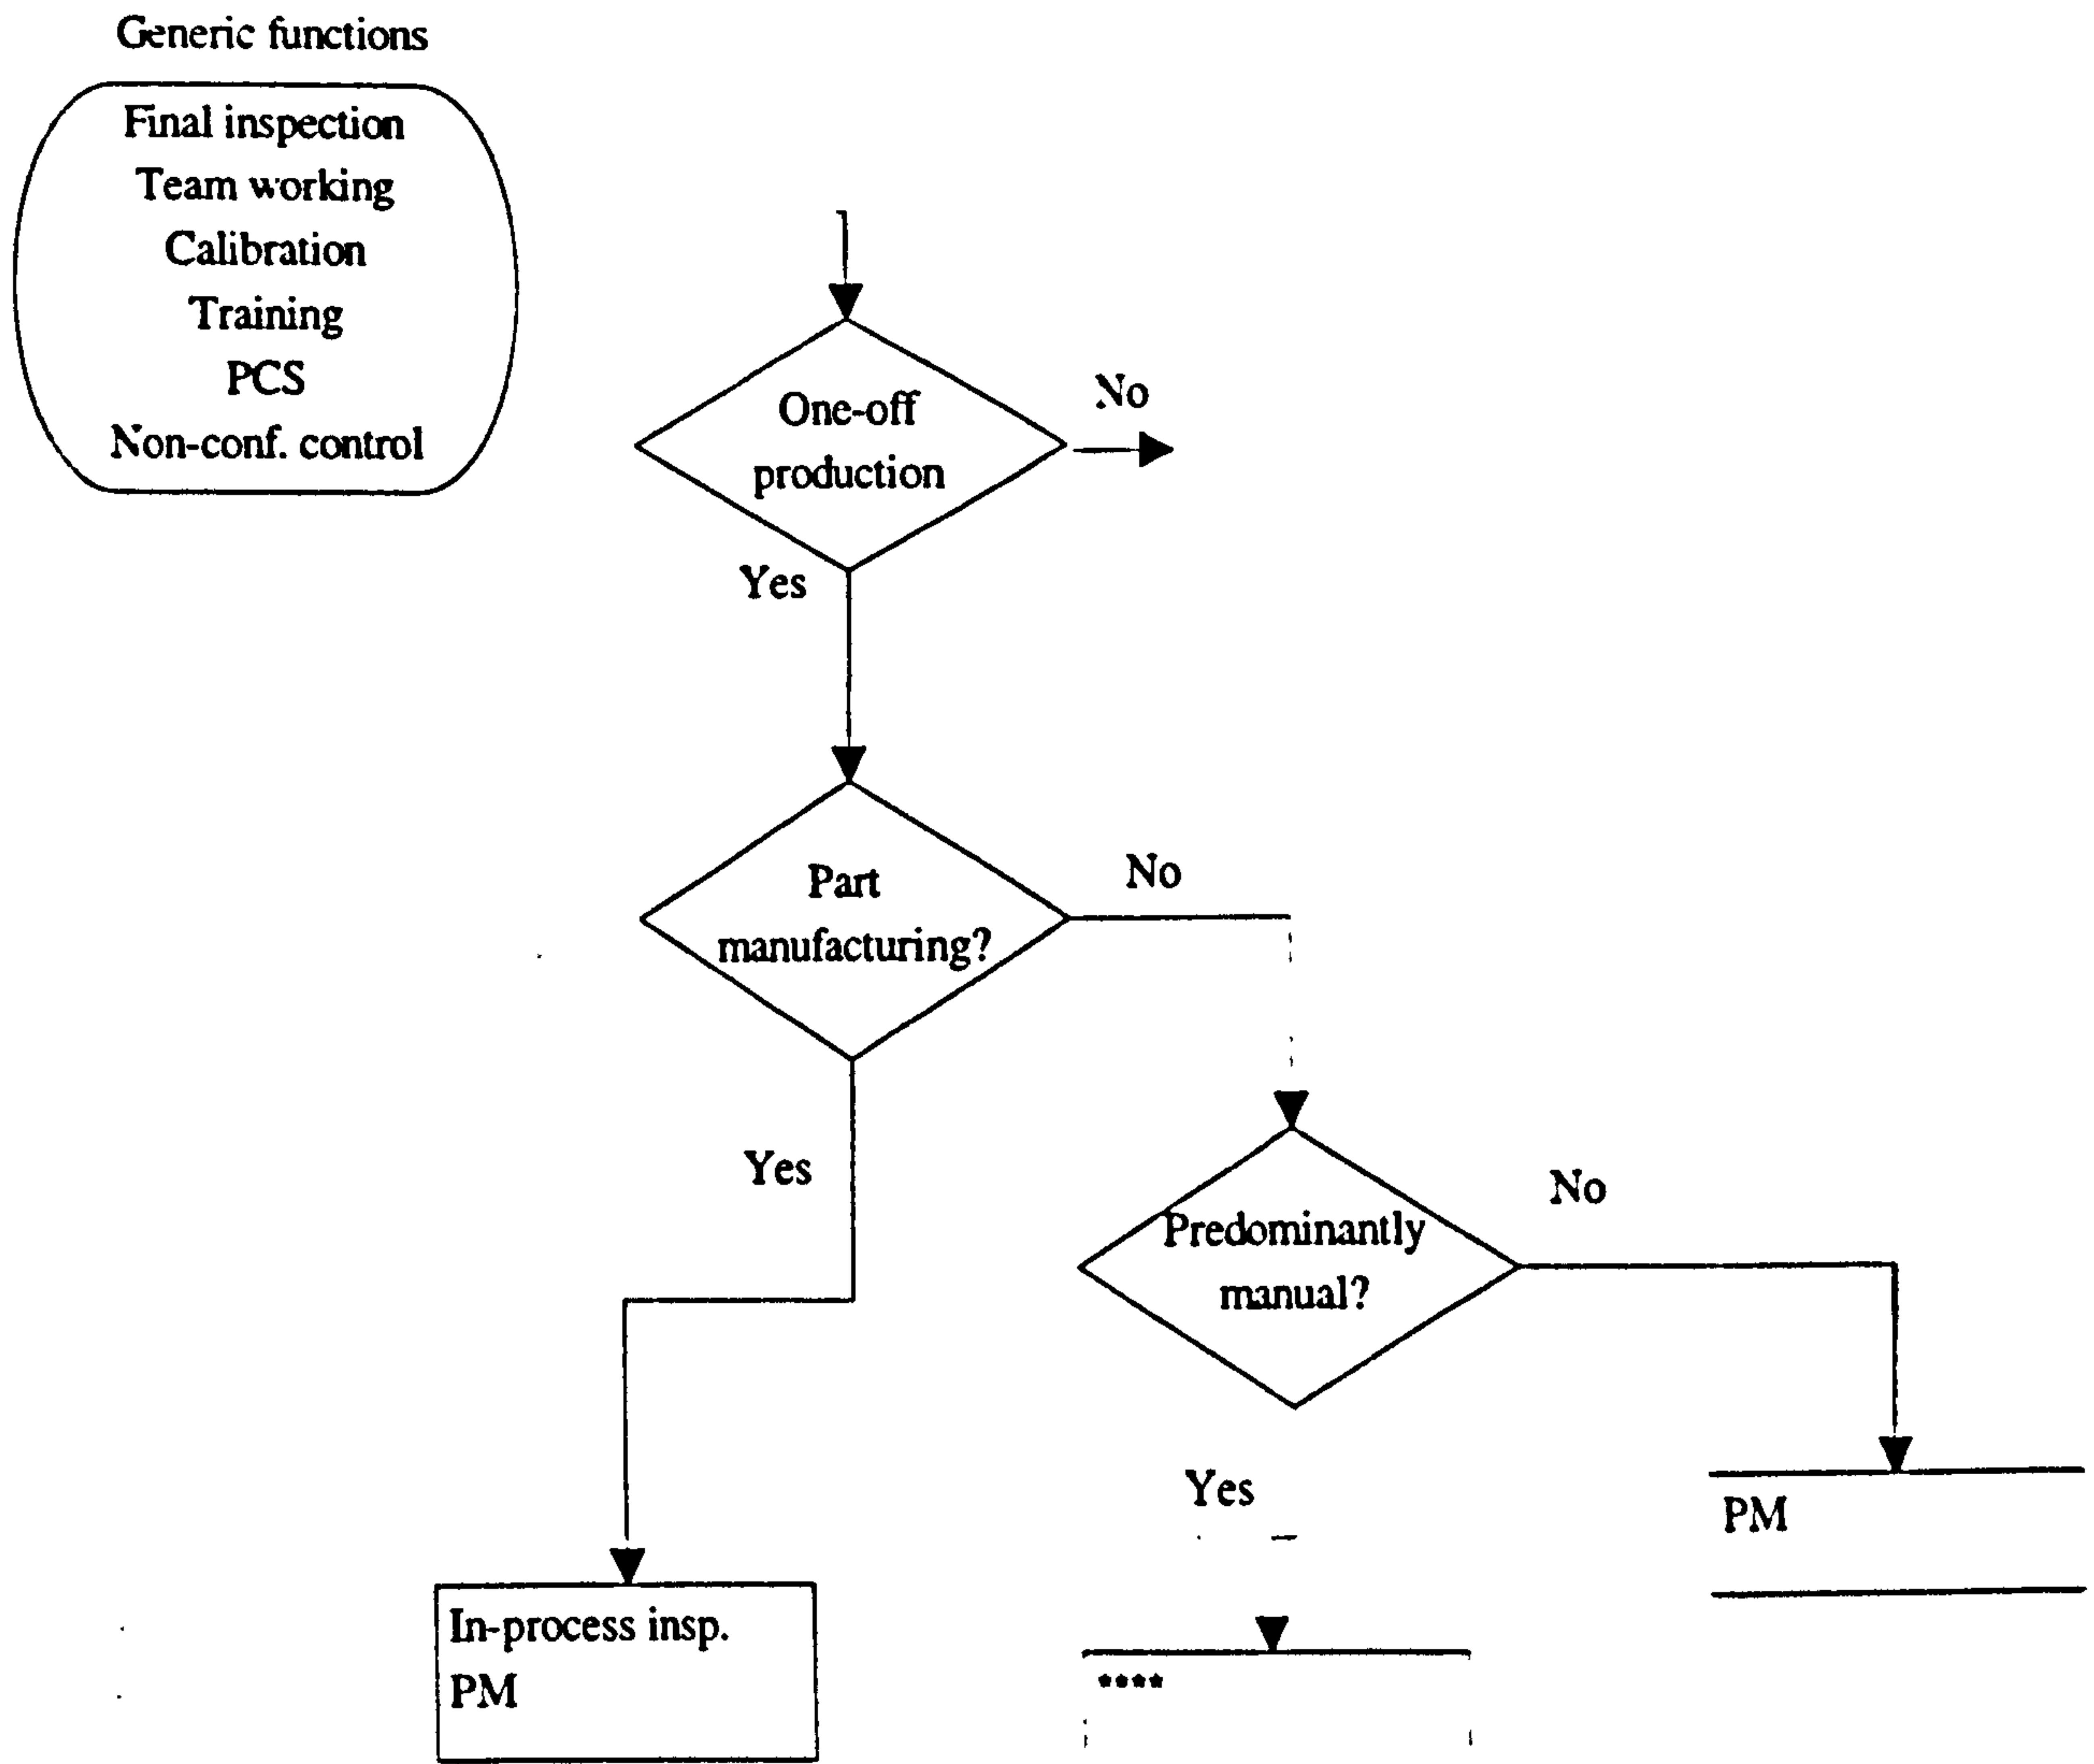 Generic functions
Final inspection
Team working
Calibration
Training
PCS
Non-conf. control
One-off
production
No
Yes
Part
manufacturing?
No
Yes
Predominantly
manual?
No
Yes
PM
In-process insp.
PM
****